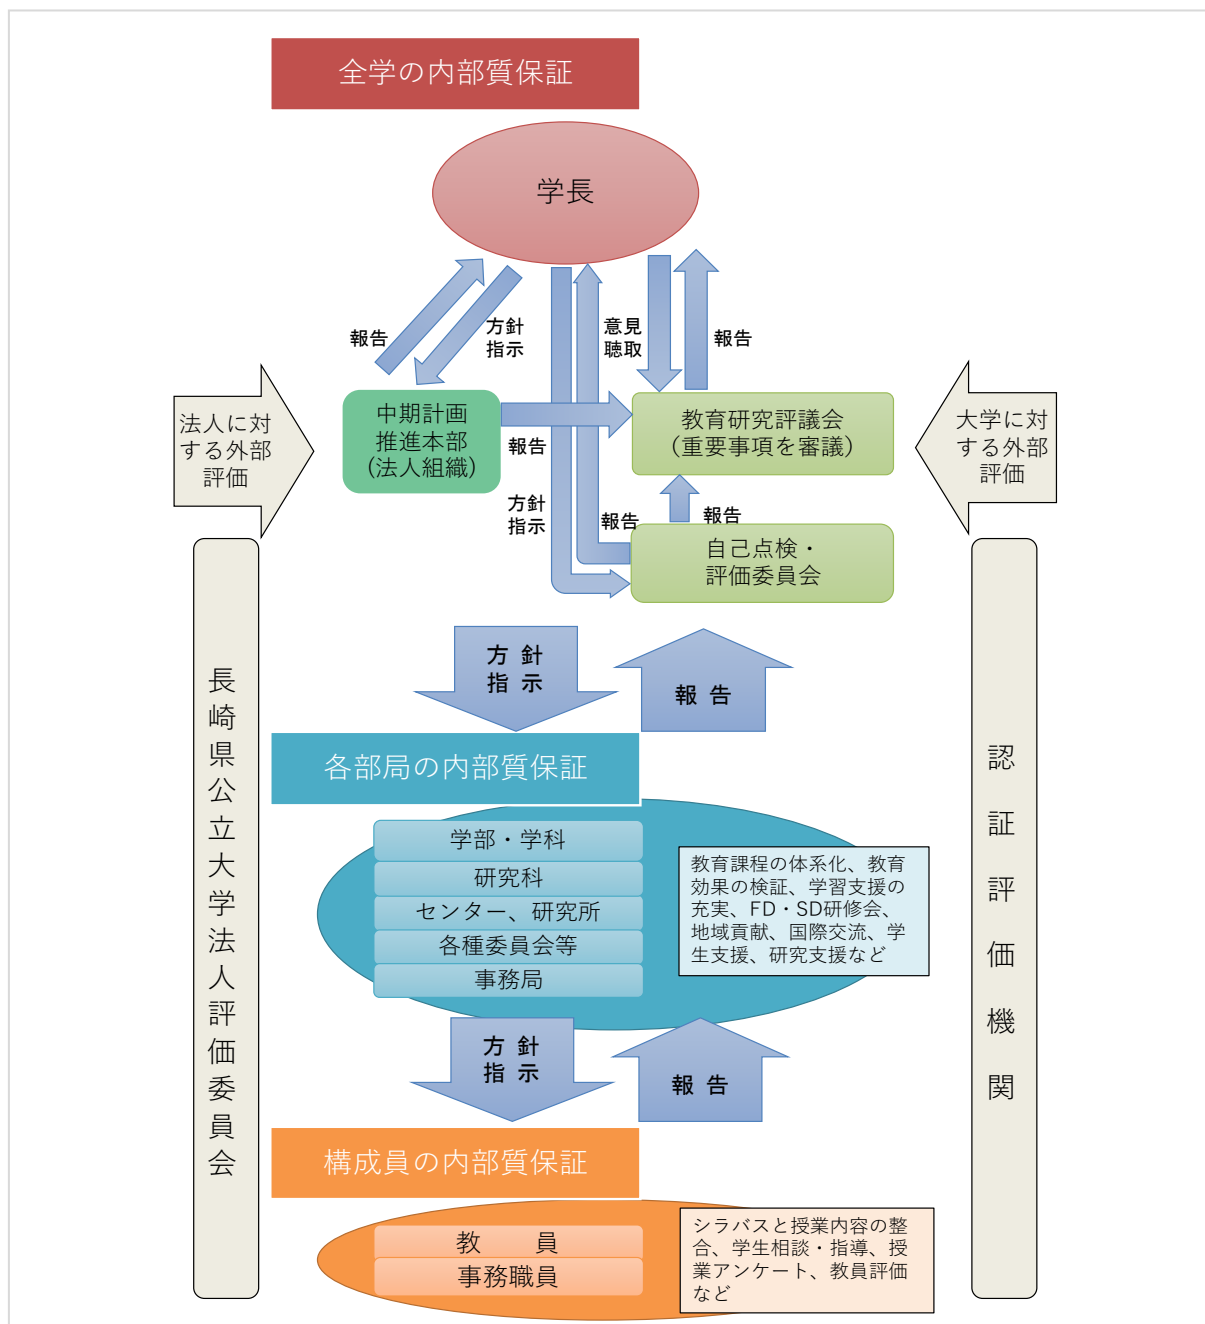 全学の内部質保証
学長
報告
方針
指示
意見
聴取
報告
法人に対
する外部
評価
中期計画
推進本部
(法人組織)
報告
教育研究評議会
(重要事項を審議)
大学に対
する外部
評価
方針
指示
報告
報告
自己点検・
評価委員会
方 針
指 示
報 告
長崎県公立大学法人評価委員会
認証評価機関
各部局の内部質保証
学部・学科
研究科
センター、研究所
各種委員会等
事務局
教育課程の体系化、教育
効果の検証、学習支援の
充実、FD・SD研修会、
地域貢献、国際交流、学
生支援、研究支援など
方 針
指 示
報 告
構成員の内部質保証
教　　員
事務職員
シラバスと授業内容の整
合、学生相談・指導、授
業アンケート、教員評価
など